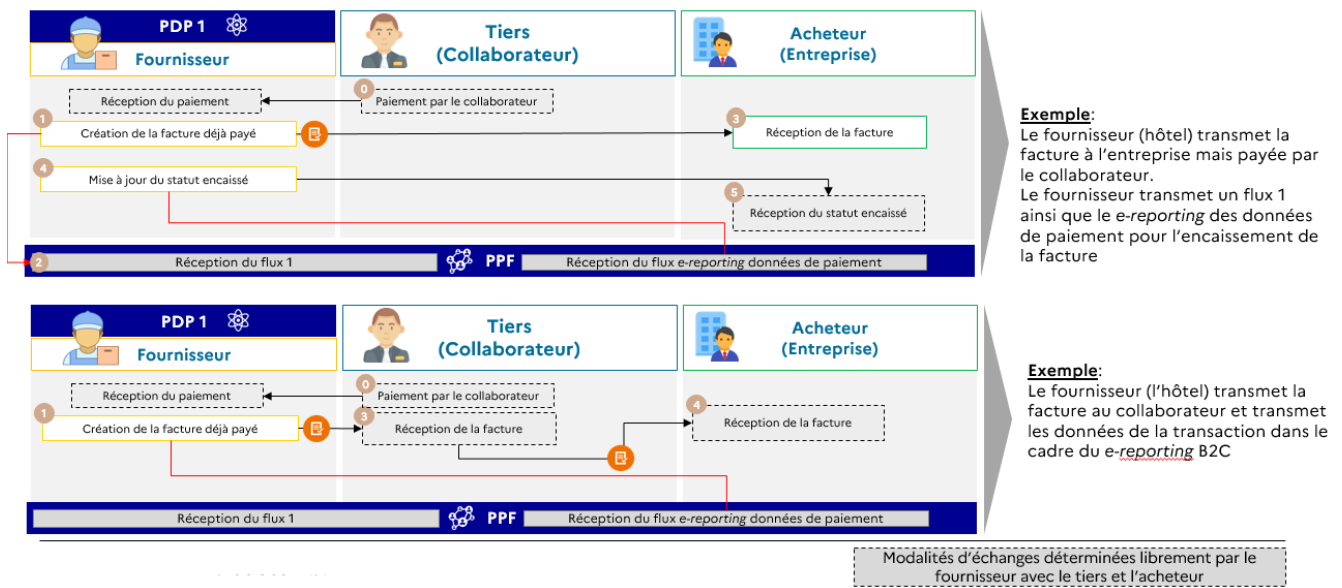 PDP 1
Fournisseur
Tiers
(Collaborateur)
Acheteur
(Entreprise)
Réception du paiement
0
Paiement par le collaborateur
1
Création de la facture déjà payé
3
Réception de la facture
4
Mise à jour du statut encaissé
5
Réception du statut encaissé
2
Réception du flux 1
PPF
Réception du flux e-reporting données de paiement
Exemple:
Le fournisseur (hôtel) transmet la
facture à l'entreprise mais payée par
le collaborateur.
Le fournisseur transmet un flux 1
ainsi que le e-reporting des données
de paiement pour l'encaissement de
la facture
PDP 1
Fournisseur
Tiers
(Collaborateur)
Acheteur
(Entreprise)
Réception du paiement
0
Paiement par le collaborateur
1
Création de la facture déjà payé
3
Réception de la facture
4
Réception de la facture
Réception du flux 1
PPF
Réception du flux e-reporting données de paiement
Exemple:
Le fournisseur (l'hôtel) transmet la
facture au collaborateur et transmet
les données de la transaction dans le
cadre du e-reporting B2C
Modalités d'échanges déterminées librement par le
fournisseur avec le tiers et l'acheteur